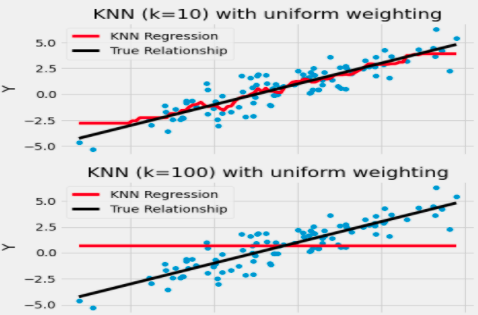 KNN (k=10) with uniform weighting
KNN Regression
True Relationship
5.0
2.5
0.0
−2.5
−5.0
Y
KNN (k=100) with uniform weighting
KNN Regression
True Relationship
5.0
2.5
0.0
−2.5
−5.0
Y